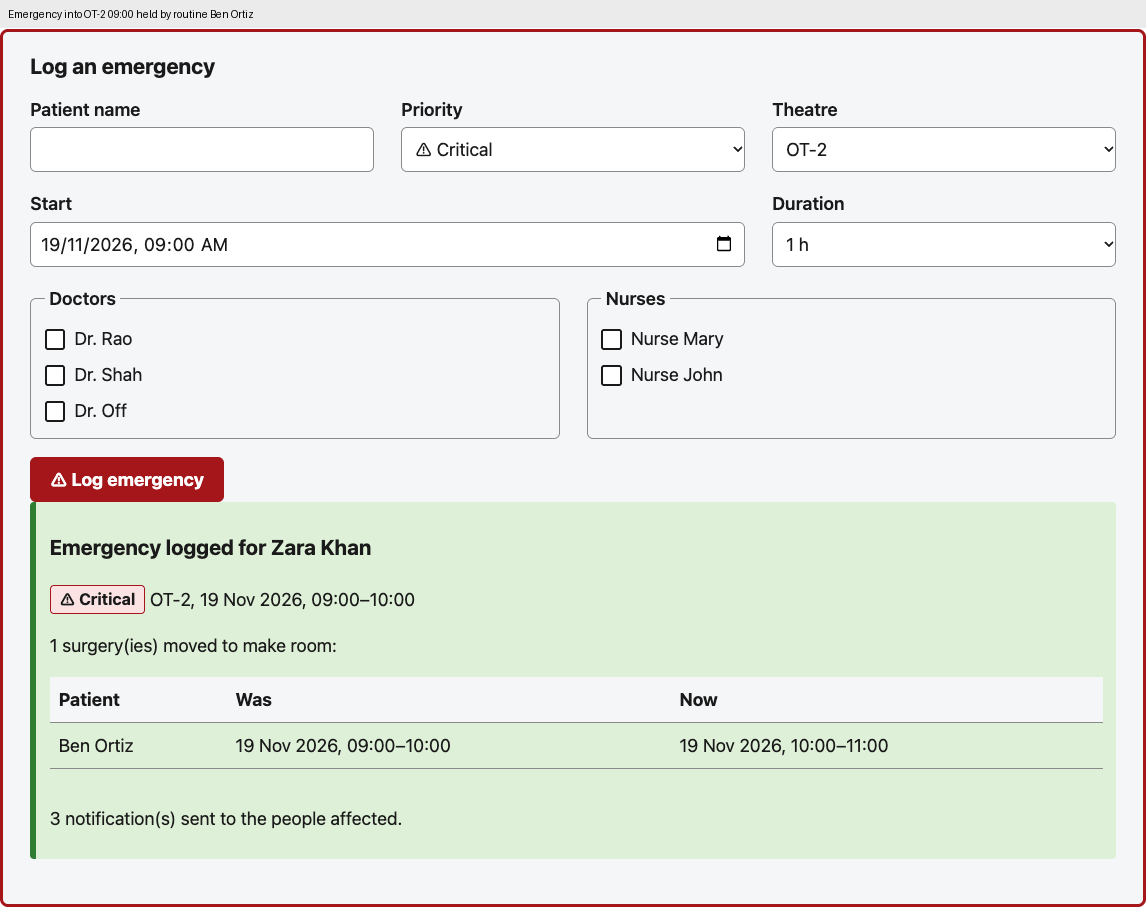 Emergency into OT-2 09:00 held by routine Ben Ortiz
Log an emergency
Patient name
Priority
Theatre
⚠ Critical
OT-2
Start
Duration
19/11/2026, 09:00 AM
1 h
Doctors
Dr. Rao
Dr. Shah
Dr. Off
Nurses
Nurse Mary
Nurse John
⚠ Log emergency
Emergency logged for Zara Khan
⚠ Critical OT-2, 19 Nov 2026, 09:00–10:00
1 surgery(ies) moved to make room:
Patient Was Now
Ben Ortiz 19 Nov 2026, 09:00–10:00 19 Nov 2026, 10:00–11:00
3 notification(s) sent to the people affected.